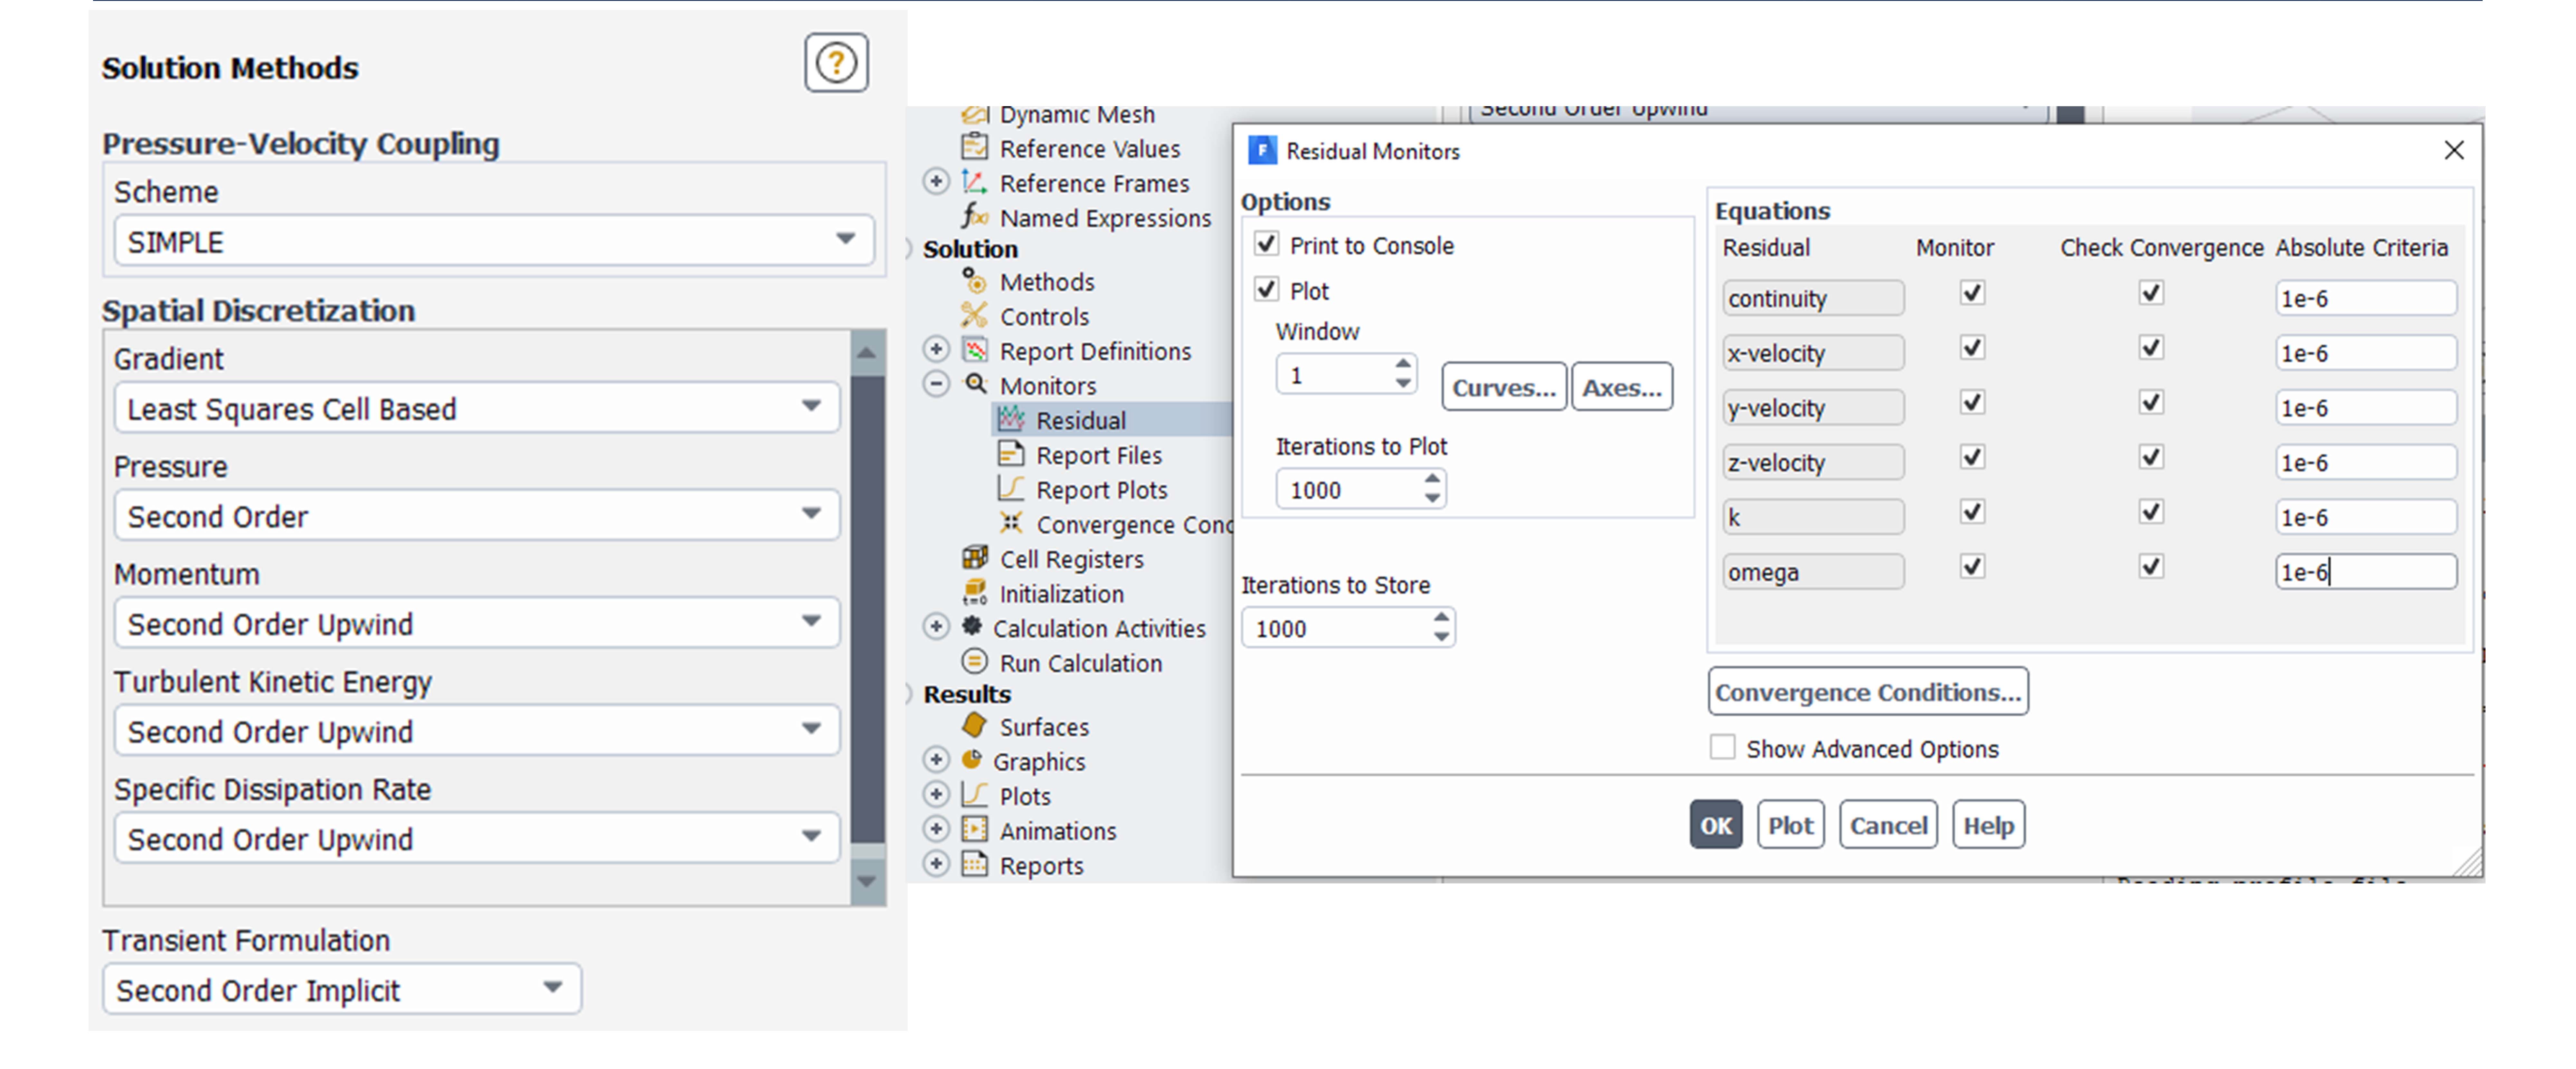 Solution Methods
?
Pressure-Velocity Coupling
Scheme
SIMPLE
Spatial Discretization
Gradient
Least Squares Cell Based
Pressure
Second Order
Momentum
Second Order Upwind
Turbulent Kinetic Energy
Second Order Upwind
Specific Dissipation Rate
Second Order Upwind
Transient Formulation
Second Order Implicit
Dynamic Mesh
Reference Values
Reference Frames
Named Expressions
Solution
Methods
Controls
Report Definitions
Monitors
Residual
Report Files
Report Plots
Convergence Conc
Cell Registers
Initialization
Calculation Activities
Run Calculation
Results
Surfaces
Graphics
Plots
Animations
Reports
Second Order Upwind
F Residual Monitors
Options
Print to Console
Plot
Window
1
Curves... Axes...
Iterations to Plot
1000
Iterations to Store
1000
Equations
Residual Monitor Check Convergence Absolute Criteria
continuity 1e-6
x-velocity 1e-6
y-velocity 1e-6
z-velocity 1e-6
k 1e-6
omega 1e-6
Convergence Conditions...
Show Advanced Options
OK Plot Cancel Help